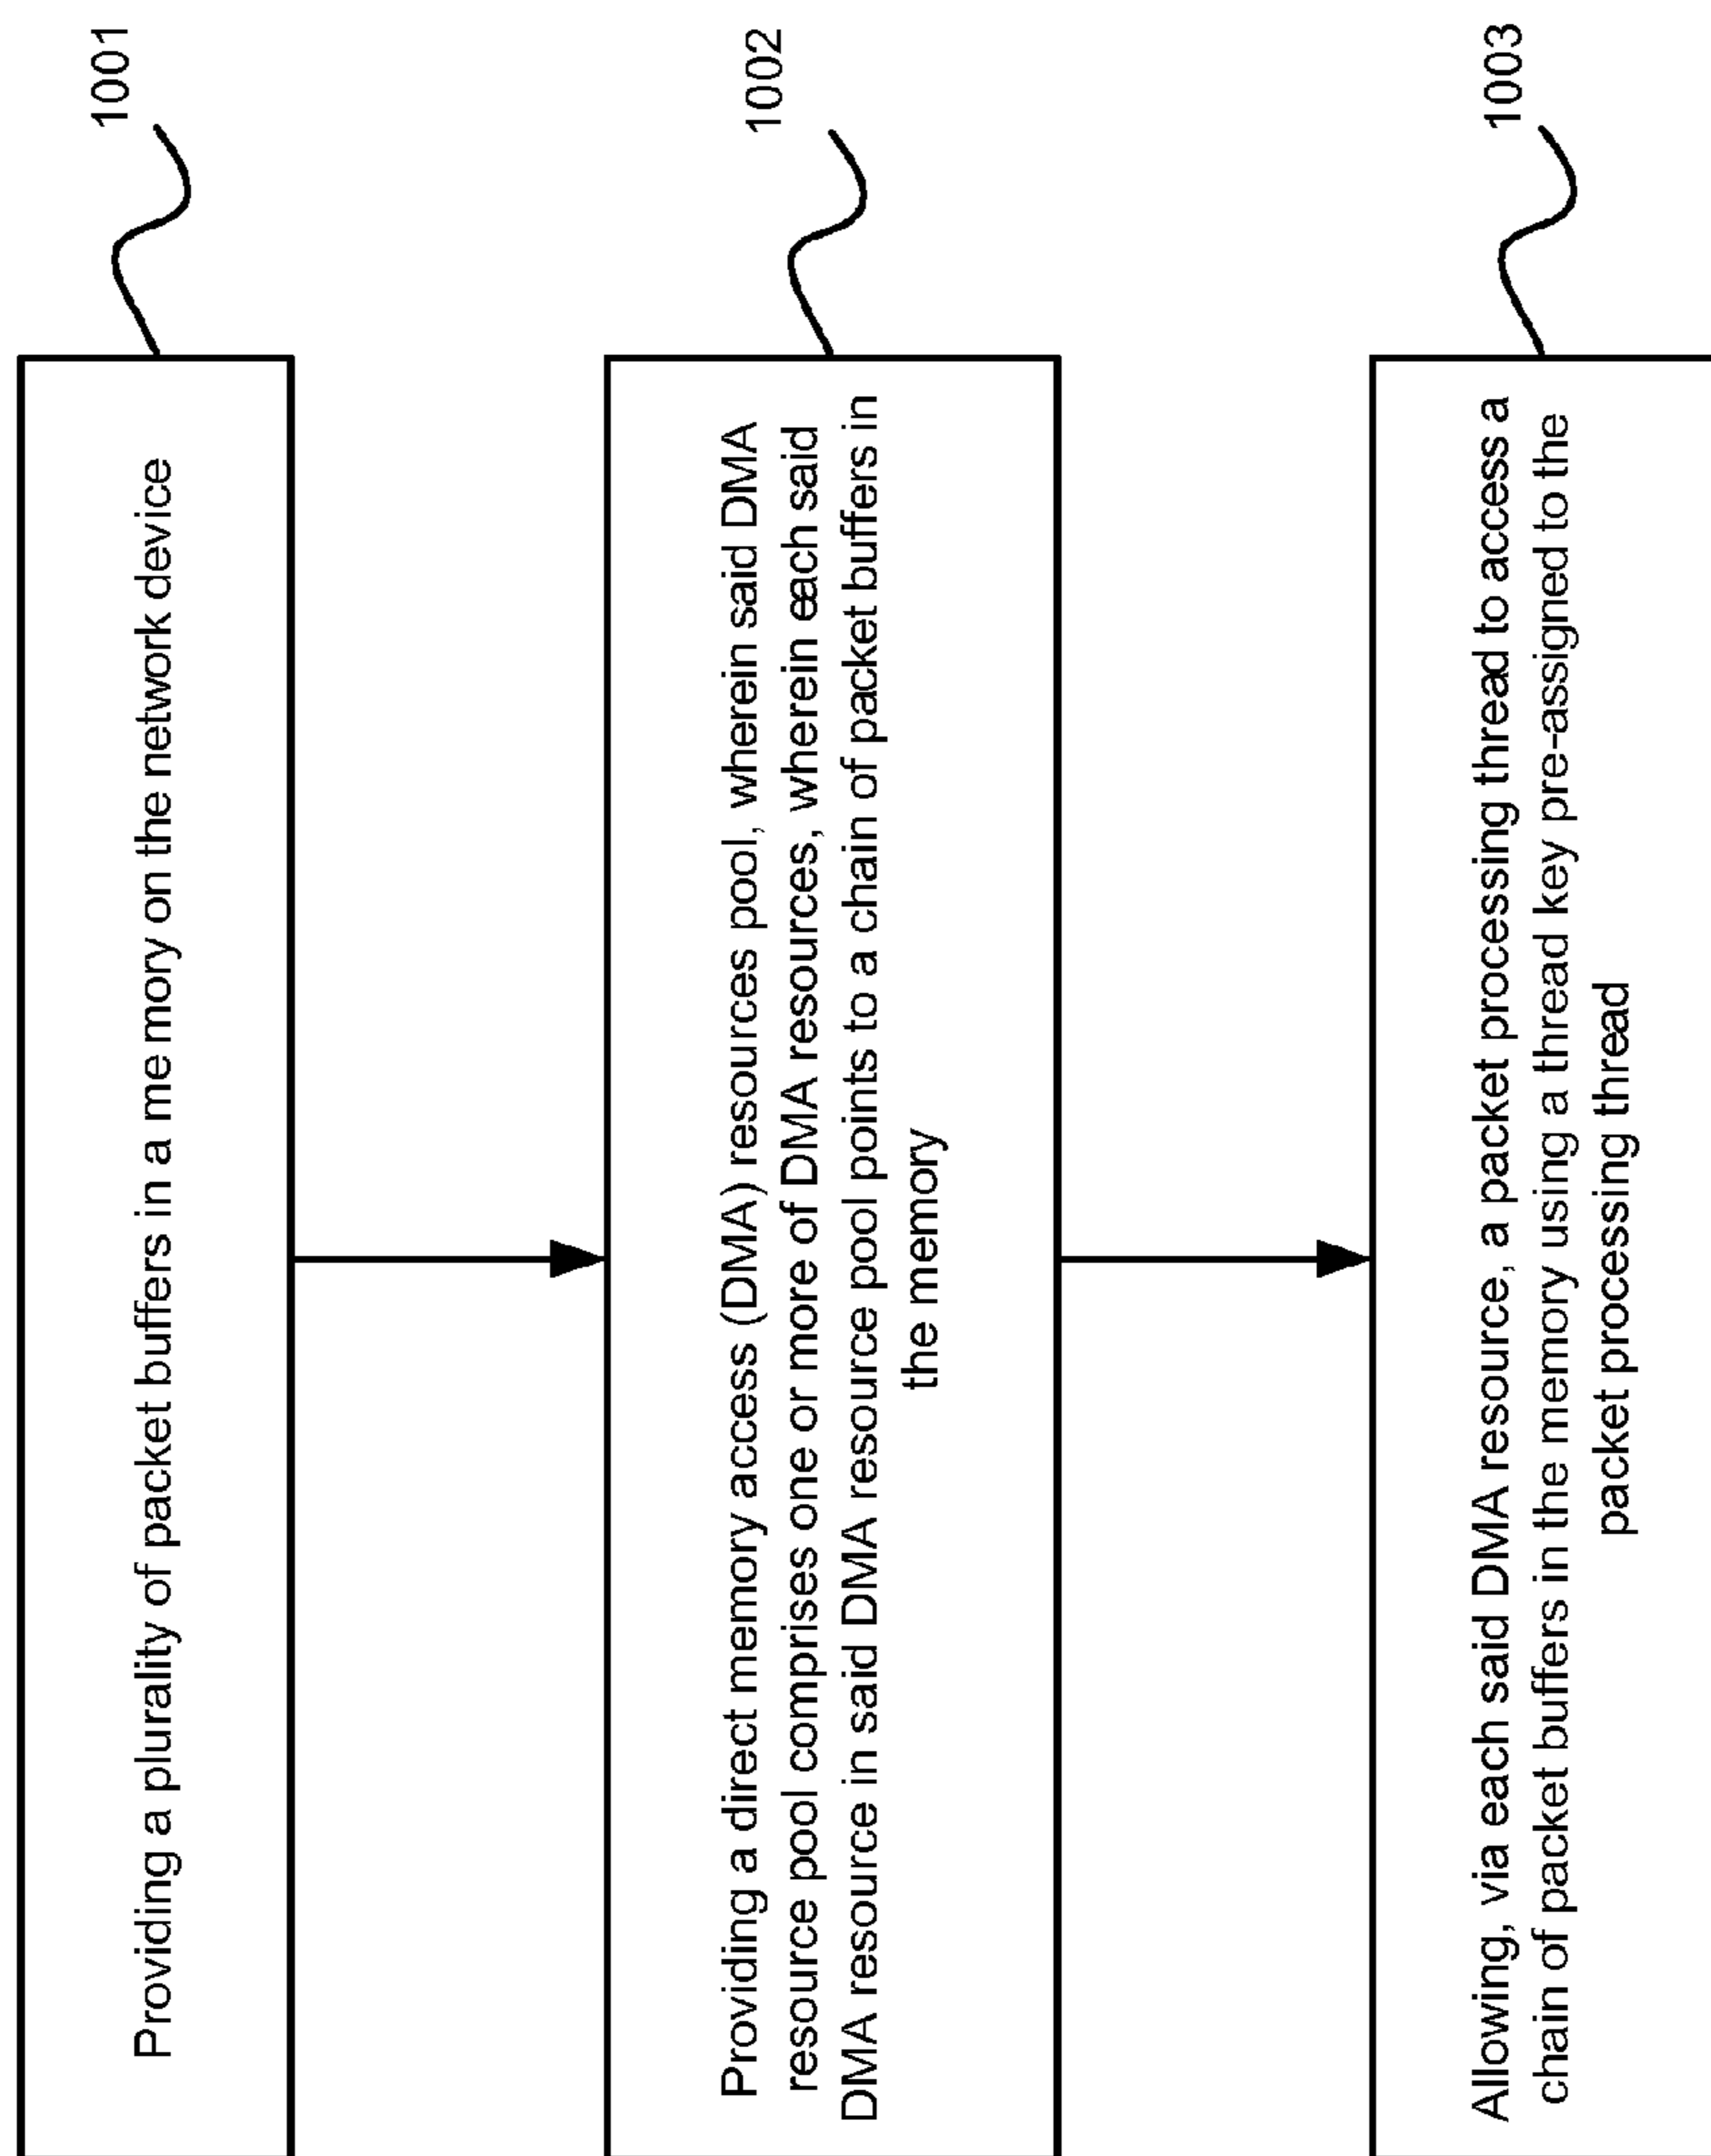 Providing a plurality of packet buffers in a memory on the network device
1001
Providing a direct memory access (DMA) resources pool, wherein said DMA
resource pool comprises one or more of DMA resources, wherein each said
DMA resource in said DMA resource pool points to a chain of packet buffers in
the memory
1002
Allowing, via each said DMA resource, a packet processing thread to access a
chain of packet buffers in the memory using a thread key pre-assigned to the
packet processing thread
1003